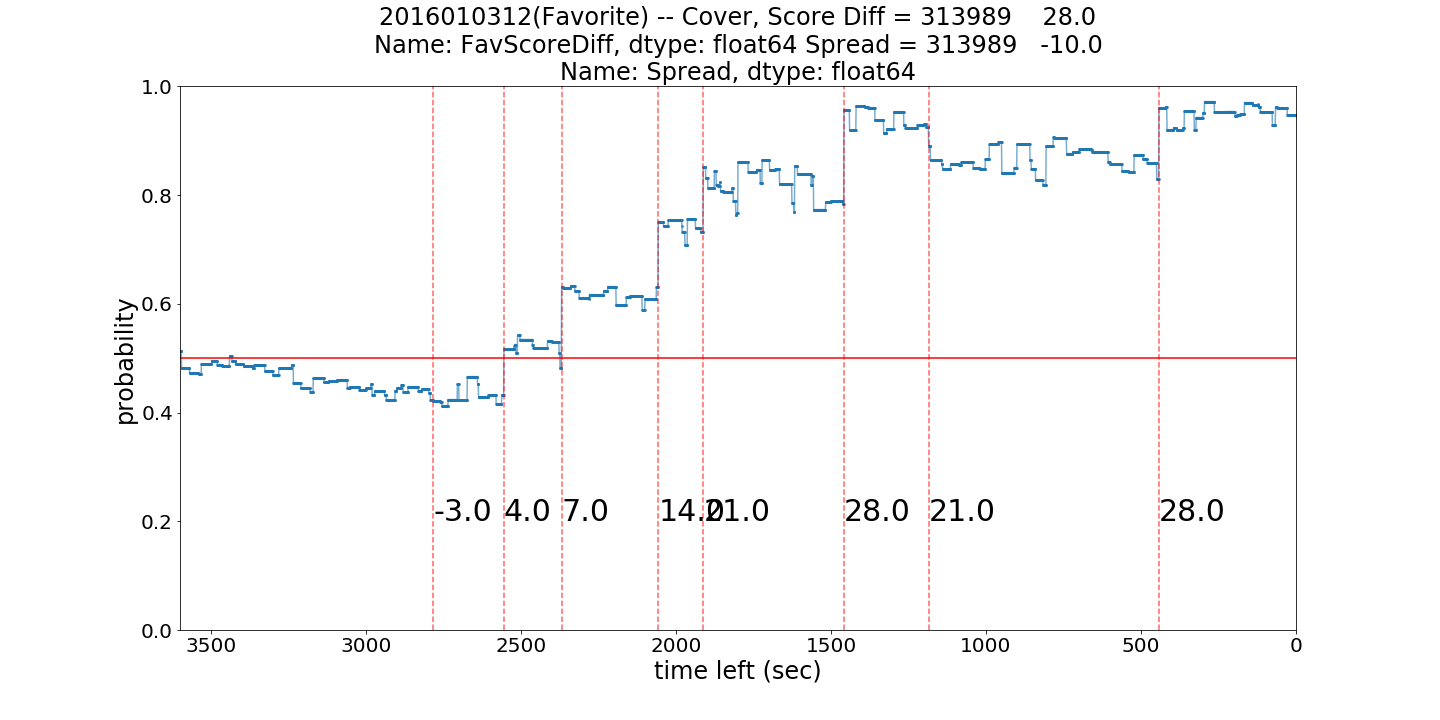 2016010312(Favorite) -- Cover, Score Diff = 313989    28.0
Name: FavScoreDiff, dtype: float64 Spread = 313989   -10.0
Name: Spread, dtype: float64
1.0
0.8
0.6
0.4
0.2
0.0
probability
-3.0 4.0 7.0 14.0 21.0 28.0 21.0 28.0
3500 3000 2500 2000 1500 1000 500 0
time left (sec)